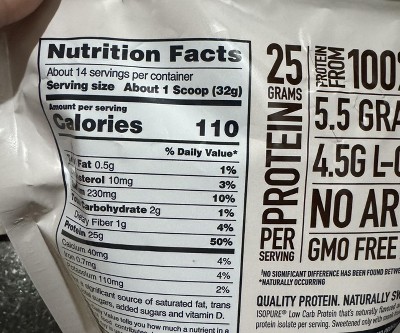 Nutrition Facts
About 14 servings per container
Serving size About 1 Scoop (32g)
Amount per serving
Calories 110
% Daily Value*
Fat 0.5g 1%
10mg 3%
230mg 10%
Carbohydrate 2g 1%
Dietary Fiber 1g 4%
Protein 25g 50%
Calcium 40mg 4%
Iron 0.7mg 4%
Potassium 110mg 2%
significant source of saturated fat, trans
sugars, added sugars and vitamin D.
value tells you how much a nutrient in a
25
GRAMS
PROTEIN
PER
SERVING
PROTEIN
FROM
100%
5.5
4.5G
NO
GMO FREE
†NO SIGNIFICANT DIFFERENCE HAS BEEN FOUND
*NATURALLY OCCURRING
QUALITY PROTEIN. NATURALLY
ISOPURE® Low Carb Protein that's naturally
protein isolate per serving. Sweetened only with